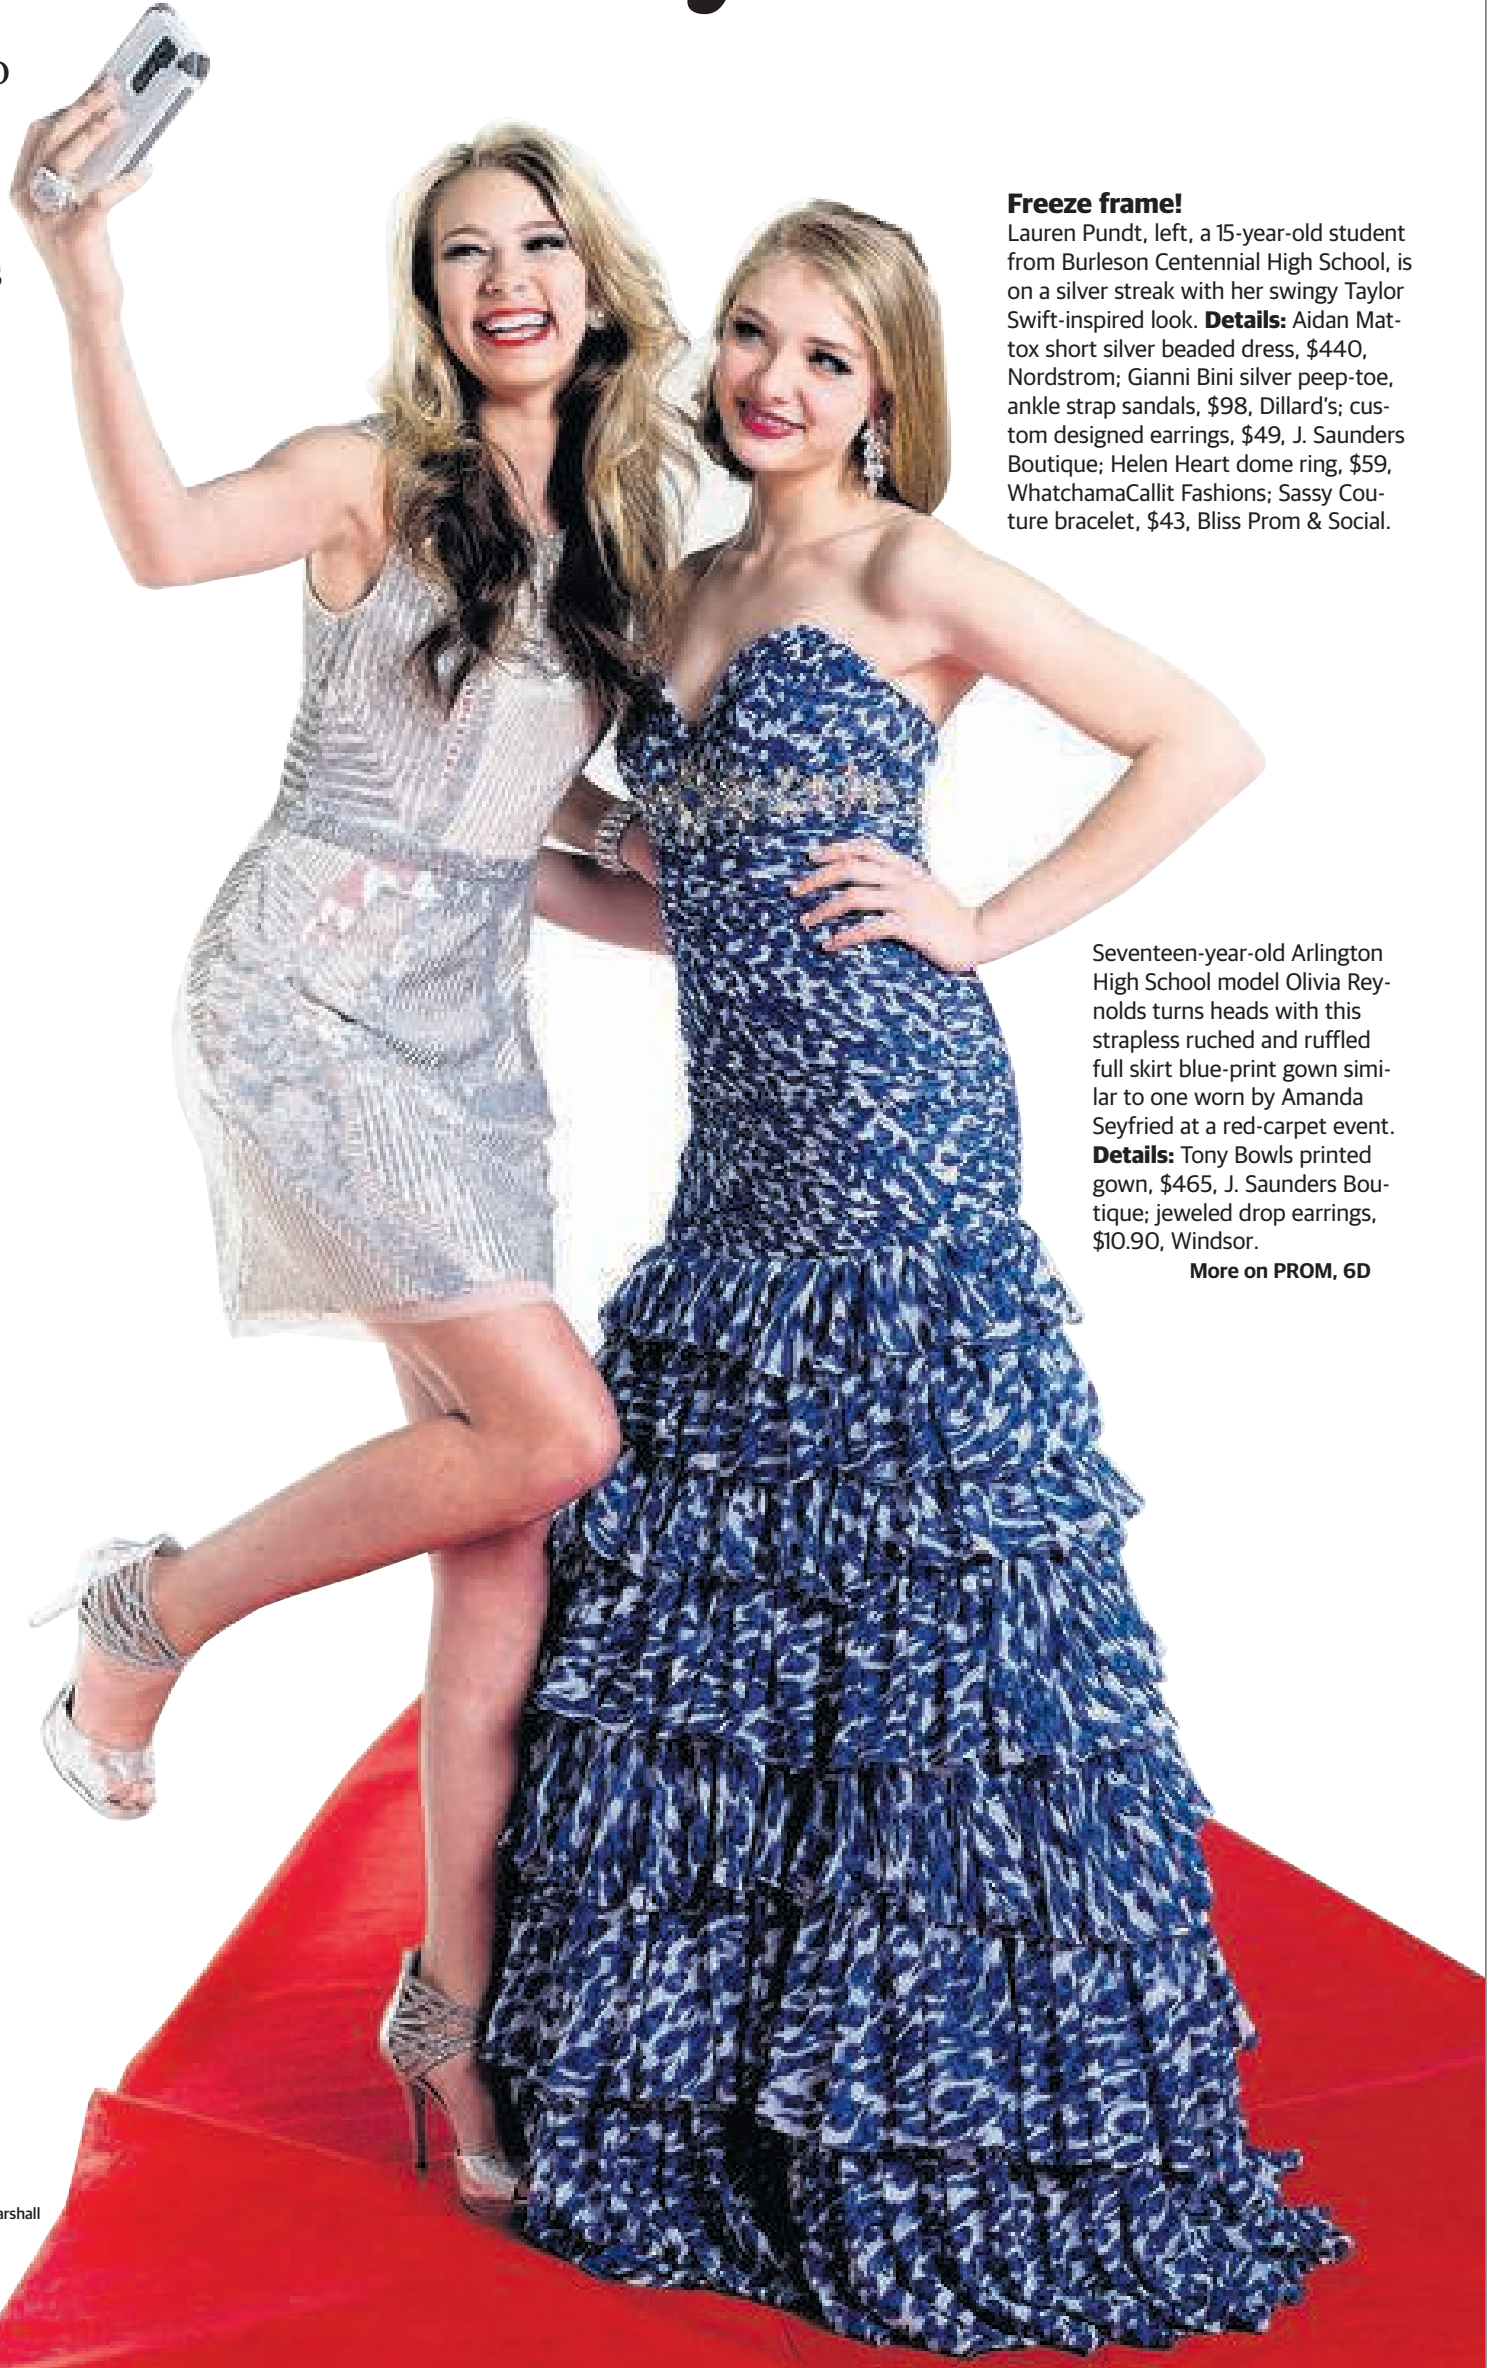 Freeze frame!
Lauren Pundt, left, a 15-year-old student
from Burleson Centennial High School, is
on a silver streak with her swingy Taylor
Swift-inspired look. Details: Aidan Mat-
tox short silver beaded dress, $440,
Nordstrom; Gianni Bini silver peep-toe,
ankle strap sandals, $98, Dillard's; cus-
tom designed earrings, $49, J. Saunders
Boutique; Helen Heart dome ring, $59,
WhatchamaCallit Fashions; Sassy Cou-
ture bracelet, $43, Bliss Prom & Social.
Seventeen-year-old Arlington
High School model Olivia Rey-
nolds turns heads with this
strapless ruched and ruffled
full skirt blue-print gown simi-
lar to one worn by Amanda
Seyfried at a red-carpet event.
Details: Tony Bowls printed
gown, $465, J. Saunders Bou-
tique; jeweled drop earrings,
$10.90, Windsor.
More on PROM, 6D
arshall